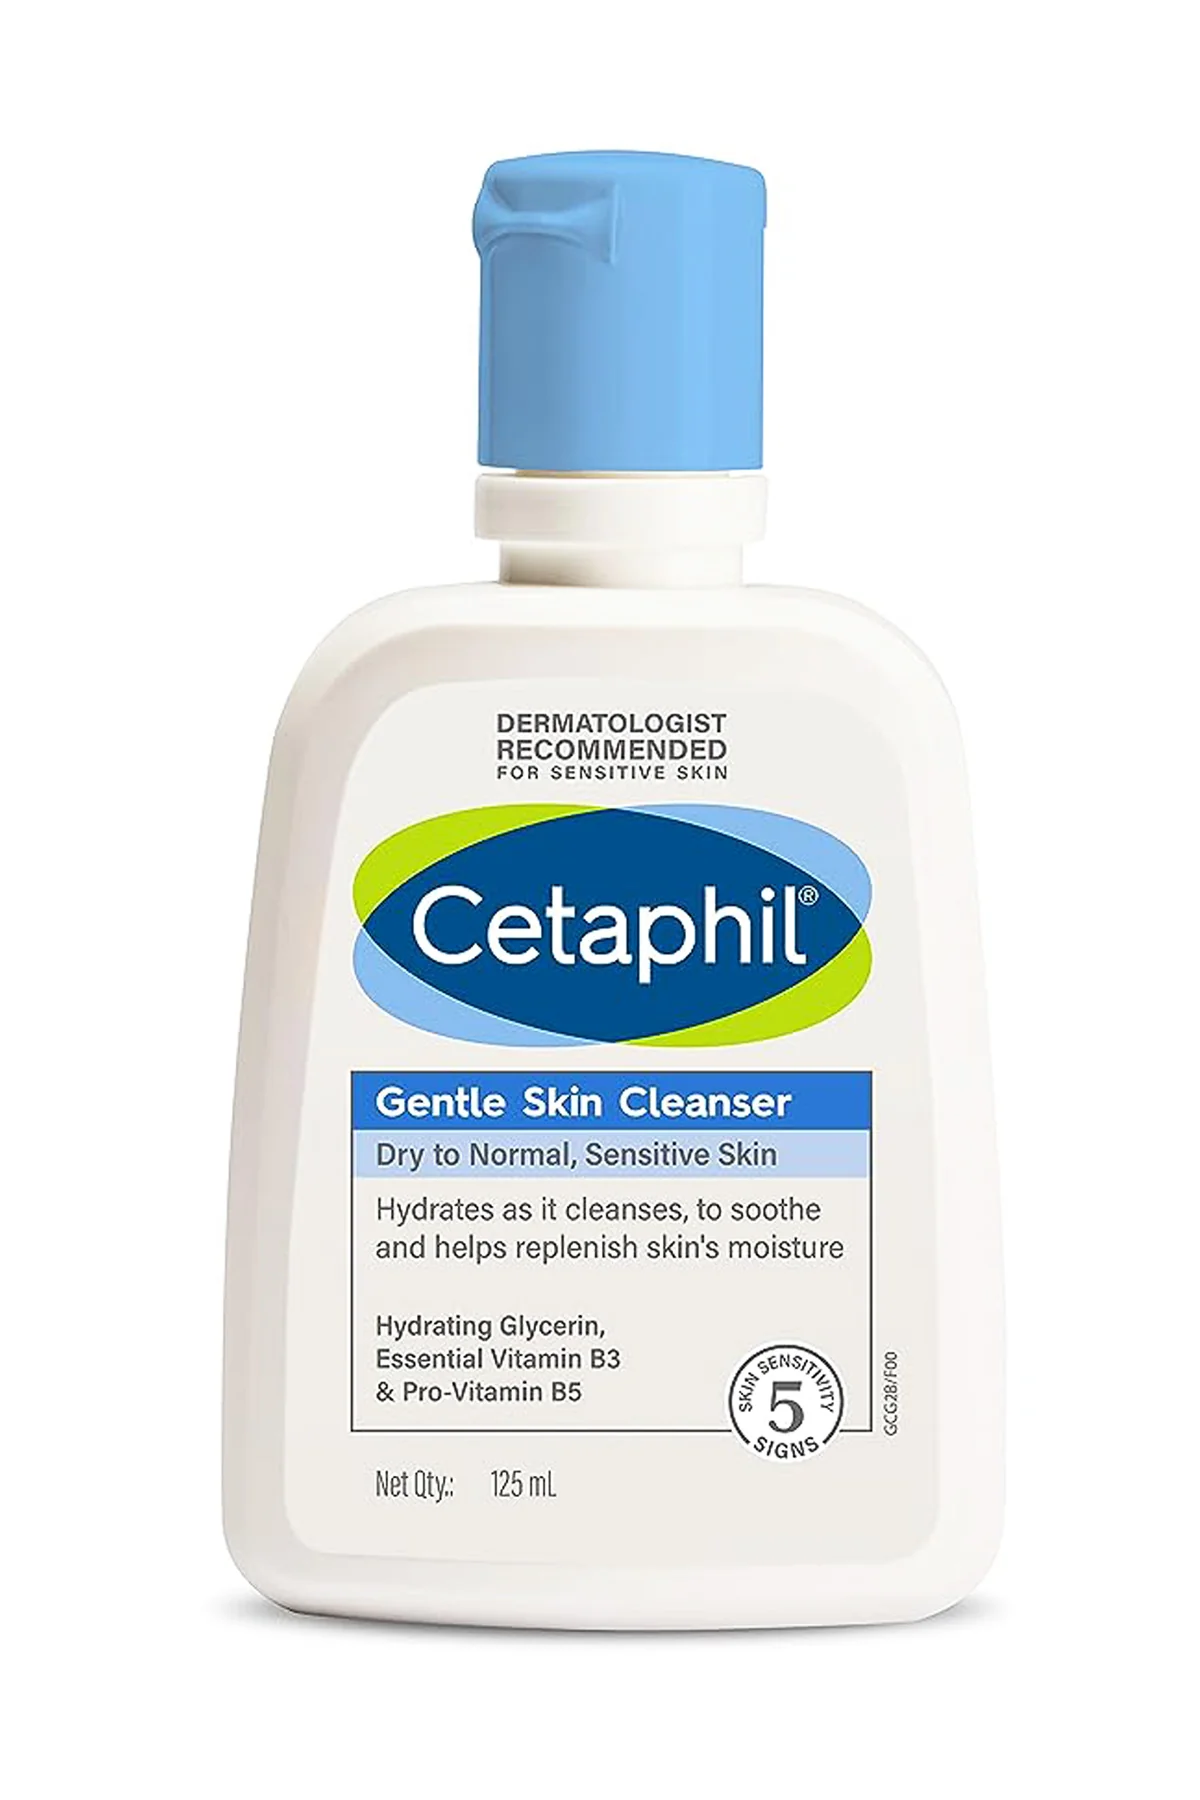 DERMATOLOGIST
RECOMMENDED
FOR SENSITIVE SKIN
Cetaphil®
Gentle Skin Cleanser
Dry to Normal, Sensitive Skin
Hydrates as it cleanses, to soothe
and helps replenish skin's moisture
Hydrating Glycerin,
Essential Vitamin B3
& Pro-Vitamin B5
SKIN SENSITIVITY
5
SIGNS
GCG28/F00
Net Qty.: 125 mL